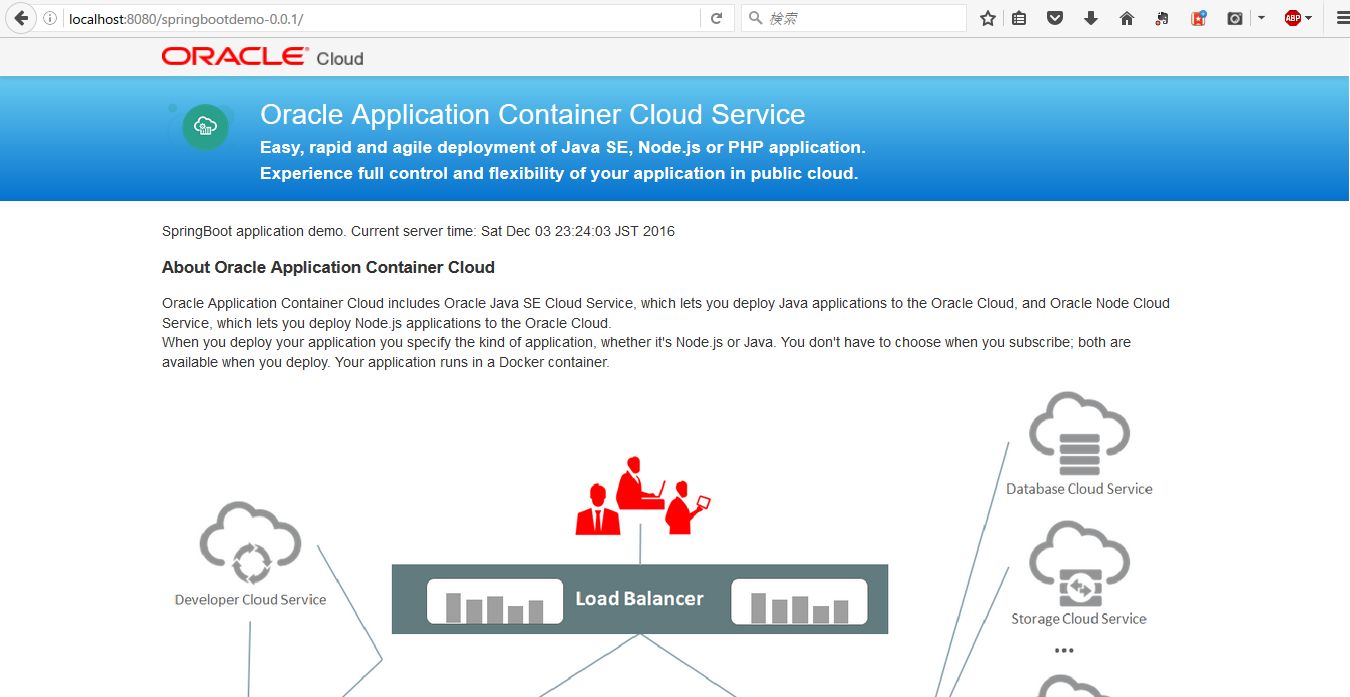 localhost:8080/springbootdemo-0.0.1/
検索
ABP
ORACLE Cloud
Oracle Application Container Cloud Service
Easy, rapid and agile deployment of Java SE, Node.js or PHP application.
Experience full control and flexibility of your application in public cloud.
SpringBoot application demo. Current server time: Sat Dec 03 23:24:03 JST 2016
About Oracle Application Container Cloud
Oracle Application Container Cloud includes Oracle Java SE Cloud Service, which lets you deploy Java applications to the Oracle Cloud, and Oracle Node Cloud
Service, which lets you deploy Node.js applications to the Oracle Cloud.
When you deploy your application you specify the kind of application, whether it's Node.js or Java. You don't have to choose when you subscribe; both are
available when you deploy. Your application runs in a Docker container.
Database Cloud Service
Developer Cloud Service
Load Balancer
Storage Cloud Service
...